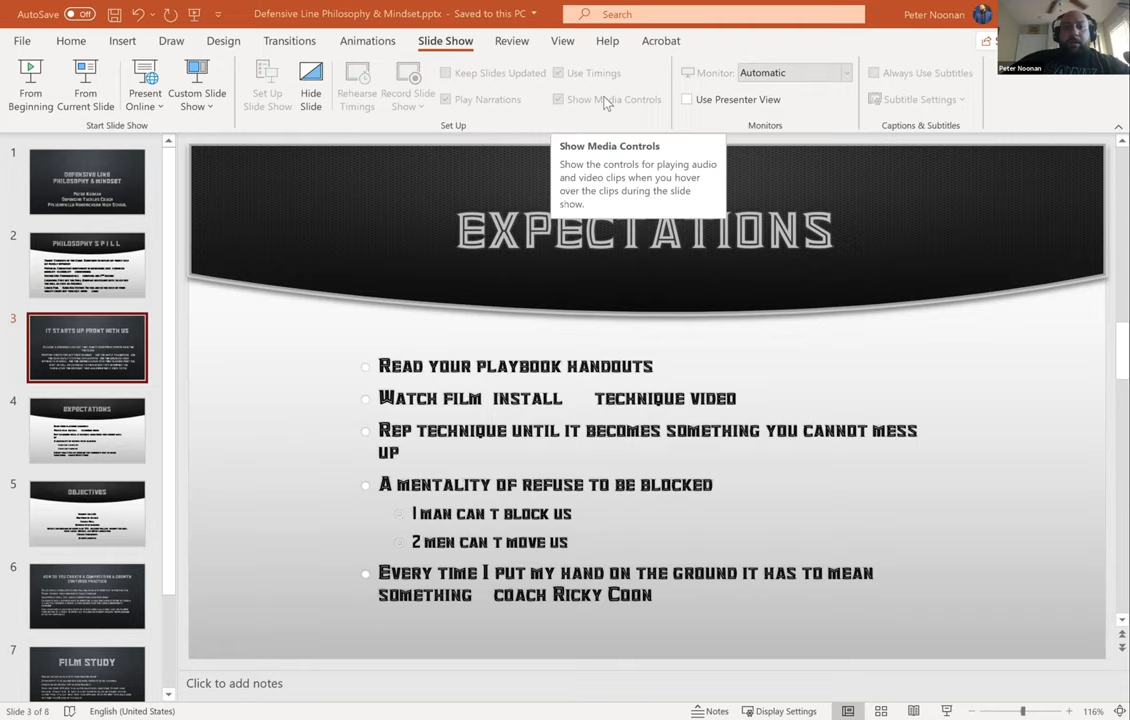 AutoSave Off Defensive Line Philosophy & Mindset.pptx - Saved to this PC Search Peter Noonan
File Home Insert Draw Design Transitions Animations Slide Show Review View Help Acrobat
Peter Noonan
From Beginning
From Current Slide
Present Online
Custom Slide Show
Set Up Slide Show
Hide Slide
Rehearse Timings
Record Slide Show
Keep Slides Updated
Play Narrations
Use Timings
Show Media Controls
Monitor: Automatic
Use Presenter View
Always Use Subtitles
Subtitle Settings
Start Slide Show Set Up Monitors Captions & Subtitles
Show Media Controls
Show the controls for playing audio
and video clips when you hover
over the clips during the slide
show.
1
DEFENSIVE LINE
PHILOSOPHY & MINDSET
PETER NOONAN
DEFENSIVE TACKLES COACH
2
PHILOSOPHY SPILL
3
IT STARTS UP FRONT WITH US
4
EXPECTATIONS
5
OBJECTIVES
6
HOW DO YOU CREATE A COMPETITIVE & GROWTH
CENTERED PRACTICE
7
FILM STUDY
EXPECTATIONS
READ YOUR PLAYBOOK HANDOUTS
WATCH FILM INSTALL TECHNIQUE VIDEO
REP TECHNIQUE UNTIL IT BECOMES SOMETHING YOU CANNOT MESS
UP
A MENTALITY OF REFUSE TO BE BLOCKED
1 MAN CAN T BLOCK US
2 MEN CAN T MOVE US
EVERY TIME I PUT MY HAND ON THE GROUND IT HAS TO MEAN
SOMETHING COACH RICKY COON
Click to add notes
Slide 3 of 8 English (United States) Notes Display Settings 116%